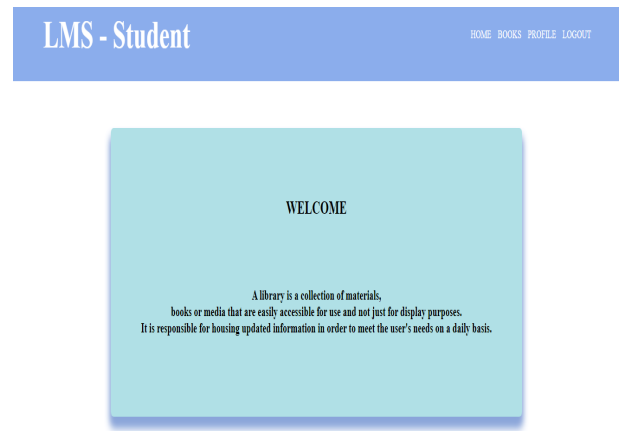 LMS - Student
HOME BOOKS PROFILE LOGOUT
WELCOME
A library is a collection of materials,
books or media that are easily accessible for use and not just for display purposes.
It is responsible for housing updated information in order to meet the user's needs on a daily basis.